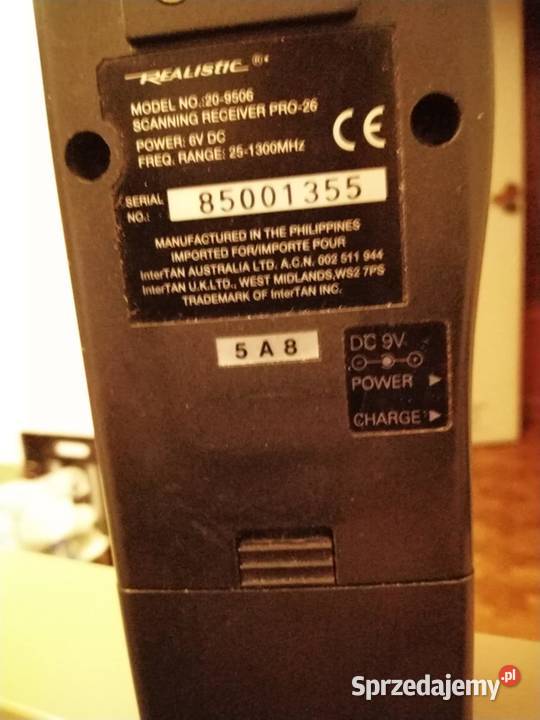 REALISTIC ®
MODEL NO.:20-9506
SCANNING RECEIVER PRO-26
POWER: 6V DC
FREQ. RANGE: 25-1300MHz
CE
SERIAL
NO.:
85001355
MANUFACTURED IN THE PHILIPPINES
IMPORTED FOR/IMPORTE POUR
InterTAN AUSTRALIA LTD. A.C.N. 002 511 944
InterTAN U.K.LTD., WEST MIDLANDS,WS2 7PS
TRADEMARK OF InterTAN INC.
5A8
DC 9V
POWER
CHARGE
Sprzedajemy.pl